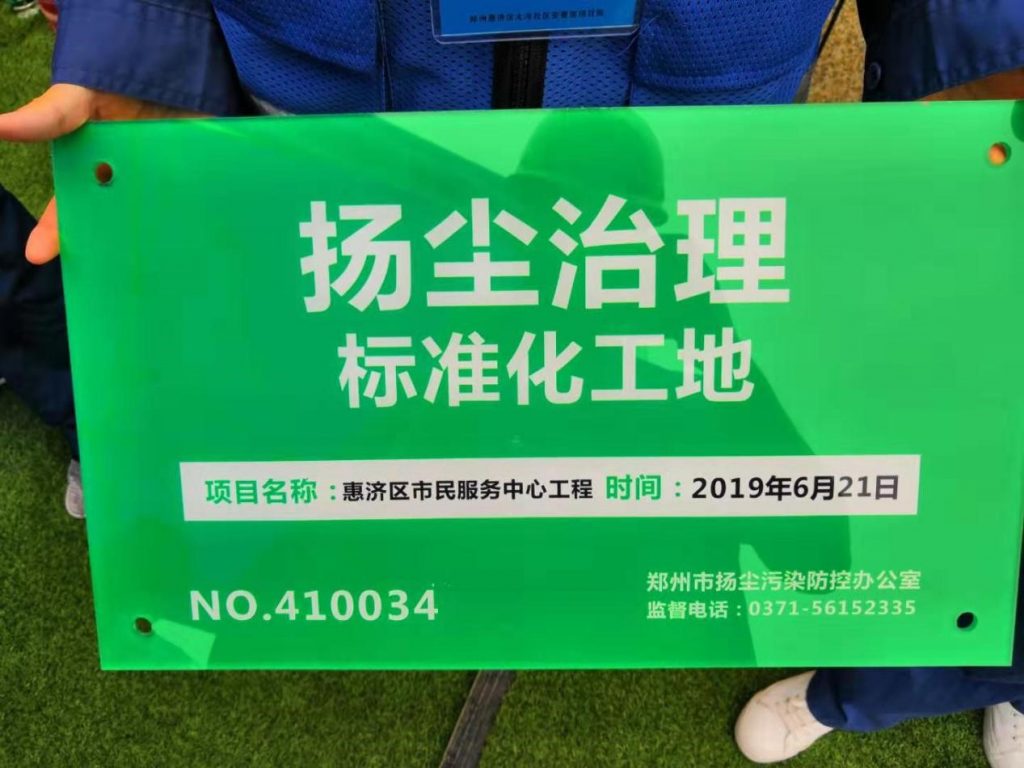 扬尘治理
标准化工地
项目名称：惠济区市民服务中心工程 时间：2019年6月21日
NO.410034
郑州市扬尘污染防控办公室
监督电话：0371-56152335